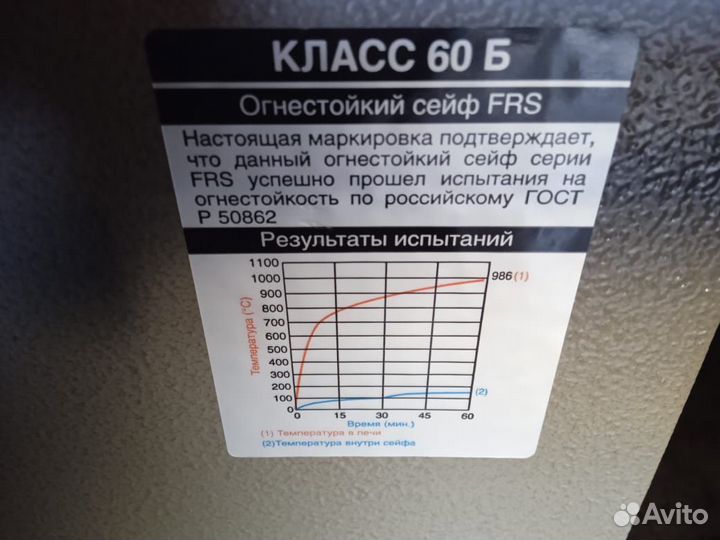 КЛАСС 60 Б
Огнестойкий сейф FRS
Настоящая маркировка подтверждает,
что данный огнестойкий сейф серии
FRS успешно прошел испытания на
огнестойкость по российскому ГОСТ
Р 50862
Результаты испытаний
Температура (°C)
1100
1000
900
800
700
600
500
400
300
200
100
0
986 (1)
(2)
0 15 30 45 60
Время (мин.)
(1) Температура в печи
(2) Температура внутри сейфа
Avito